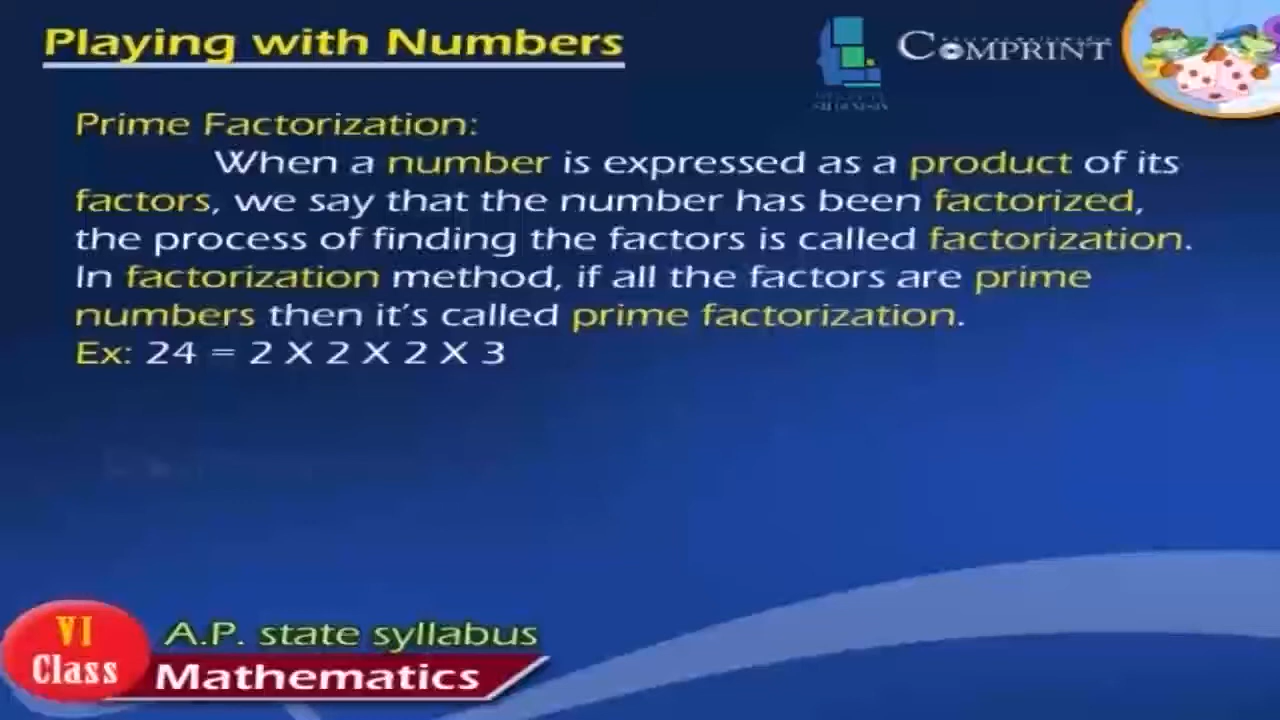 Playing with Numbers
COMPRINT
Prime Factorization:
When a number is expressed as a product of its
factors, we say that the number has been factorized,
the process of finding the factors is called factorization.
In factorization method, if all the factors are prime
numbers then it's called prime factorization.
Ex: 24 = 2 X 2 X 2 X 3
VI
Class
A.P. state syllabus
Mathematics